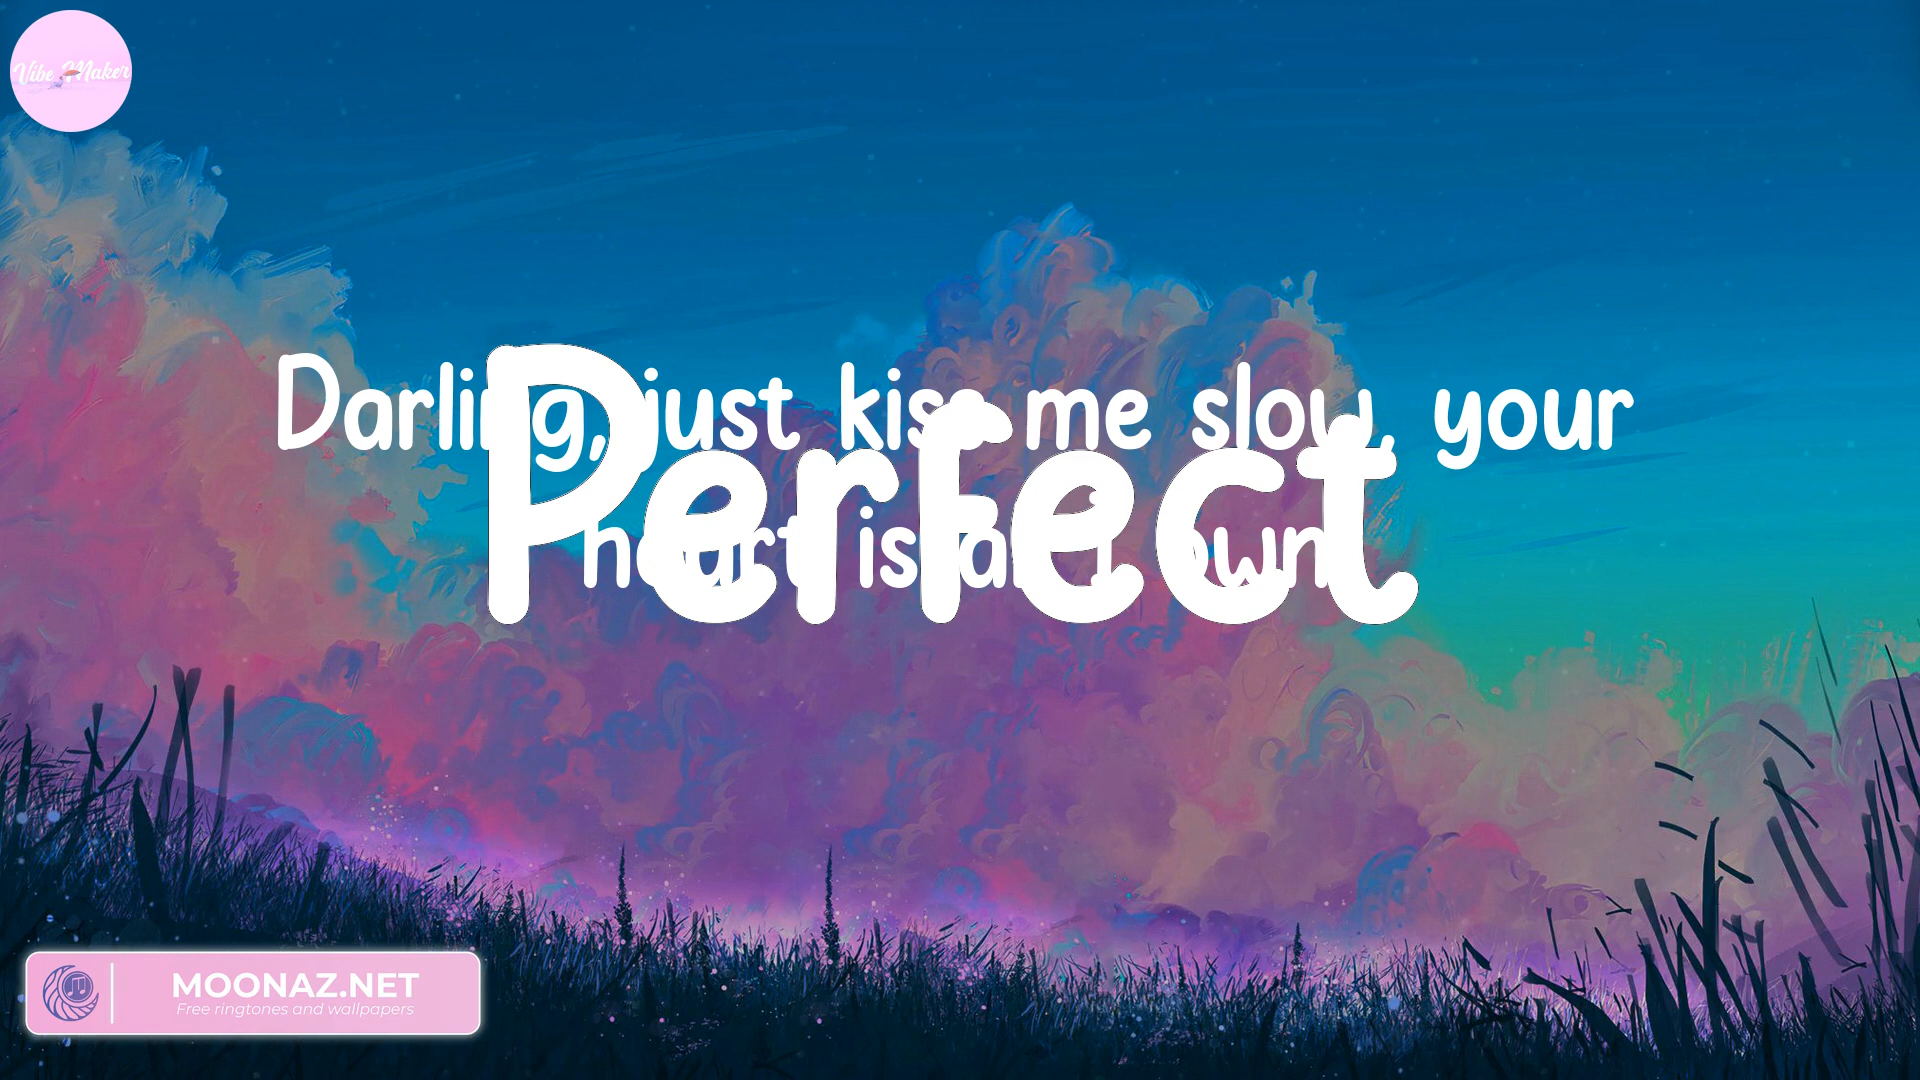 Vibe Maker
Darling, just kiss me slow, your
Perfect
heart is all I own
MOONAZ.NET
Free ringtones and wallpapers